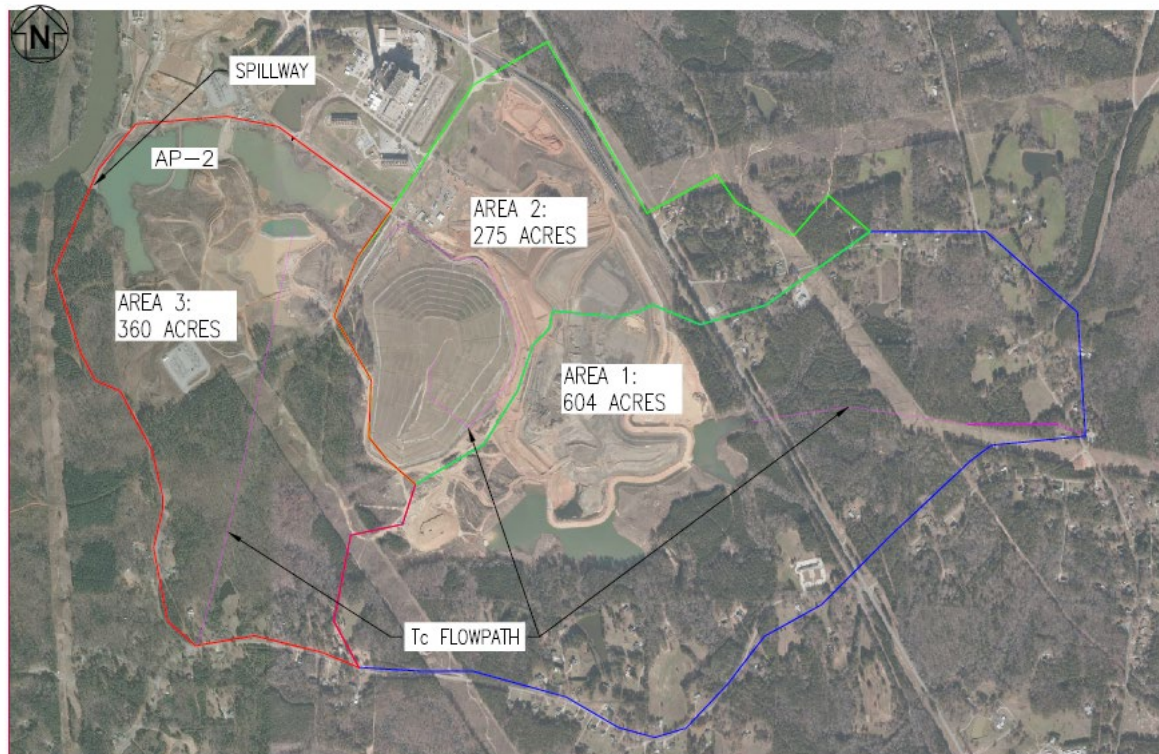 N
SPILLWAY
AP-2
AREA 2:
275 ACRES
AREA 3:
360 ACRES
AREA 1:
604 ACRES
Tc FLOWPATH